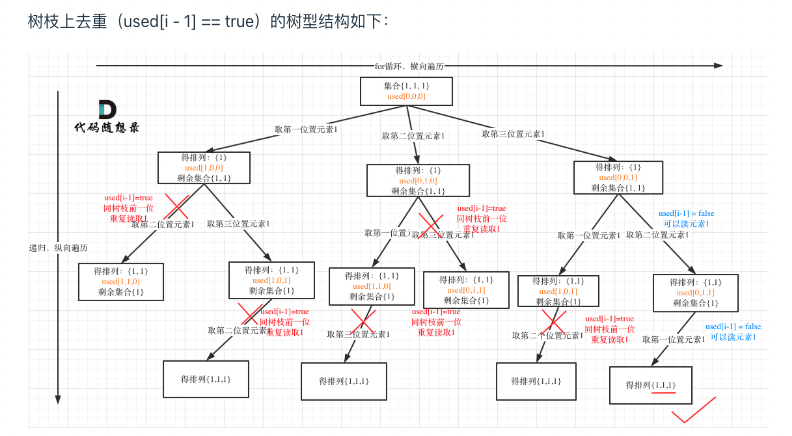 树枝上去重（used[i - 1] == true）的树型结构如下：
for循环，横向遍历
集合{1, 1, 1}
used[0,0,0]
代码随想录
取第一位置元素1
取第二位置元素1
取第三位置元素1
得排列：{1}
used[1,0,0]
剩余集合{1,1}
得排列：{1}
used[0,1,0]
剩余集合{1,1}
得排列：{1}
used[0,0,1]
剩余集合{1,1}
used[i-1]=true
同树枝前一位
重复读取1
取第二位置元素1
取第三位置元素1
used[i-1]=true
同树枝前一位
重复读取1
取第一位置
取第三位置元素1
used[i-1] = false
可以读元素1
取第一位置元素1
取第二位置元素1
递归，纵向遍历
得排列：{1,1}
used[1,1,0]
剩余集合{1}
得排列：{1,1}
used[1,0,1]
剩余集合{1}
得排列：{1,1}
used[1,1,0]
剩余集合{1}
得排列：{1,1}
used[0,1,1]
剩余集合{1}
得排列：{1,1}
used[1,0,1]
剩余集合{1}
得排列：{1,1}
used[0,1,1]
剩余集合{1}
used[i-1]=true
同树枝前一位
重复读取1
取第二位置元素1
used[i-1]=true
同树枝前一位
重复读取1
取第三位置元素1
used[i-1]=true
同树枝前一位
重复读取1
取第二个位置元素1
used[i-1] = false
可以读元素1
取第一位置元素1
得排列{1,1,1}
得排列{1,1,1}
得排列{1,1,1}
得排列{1,1,1}